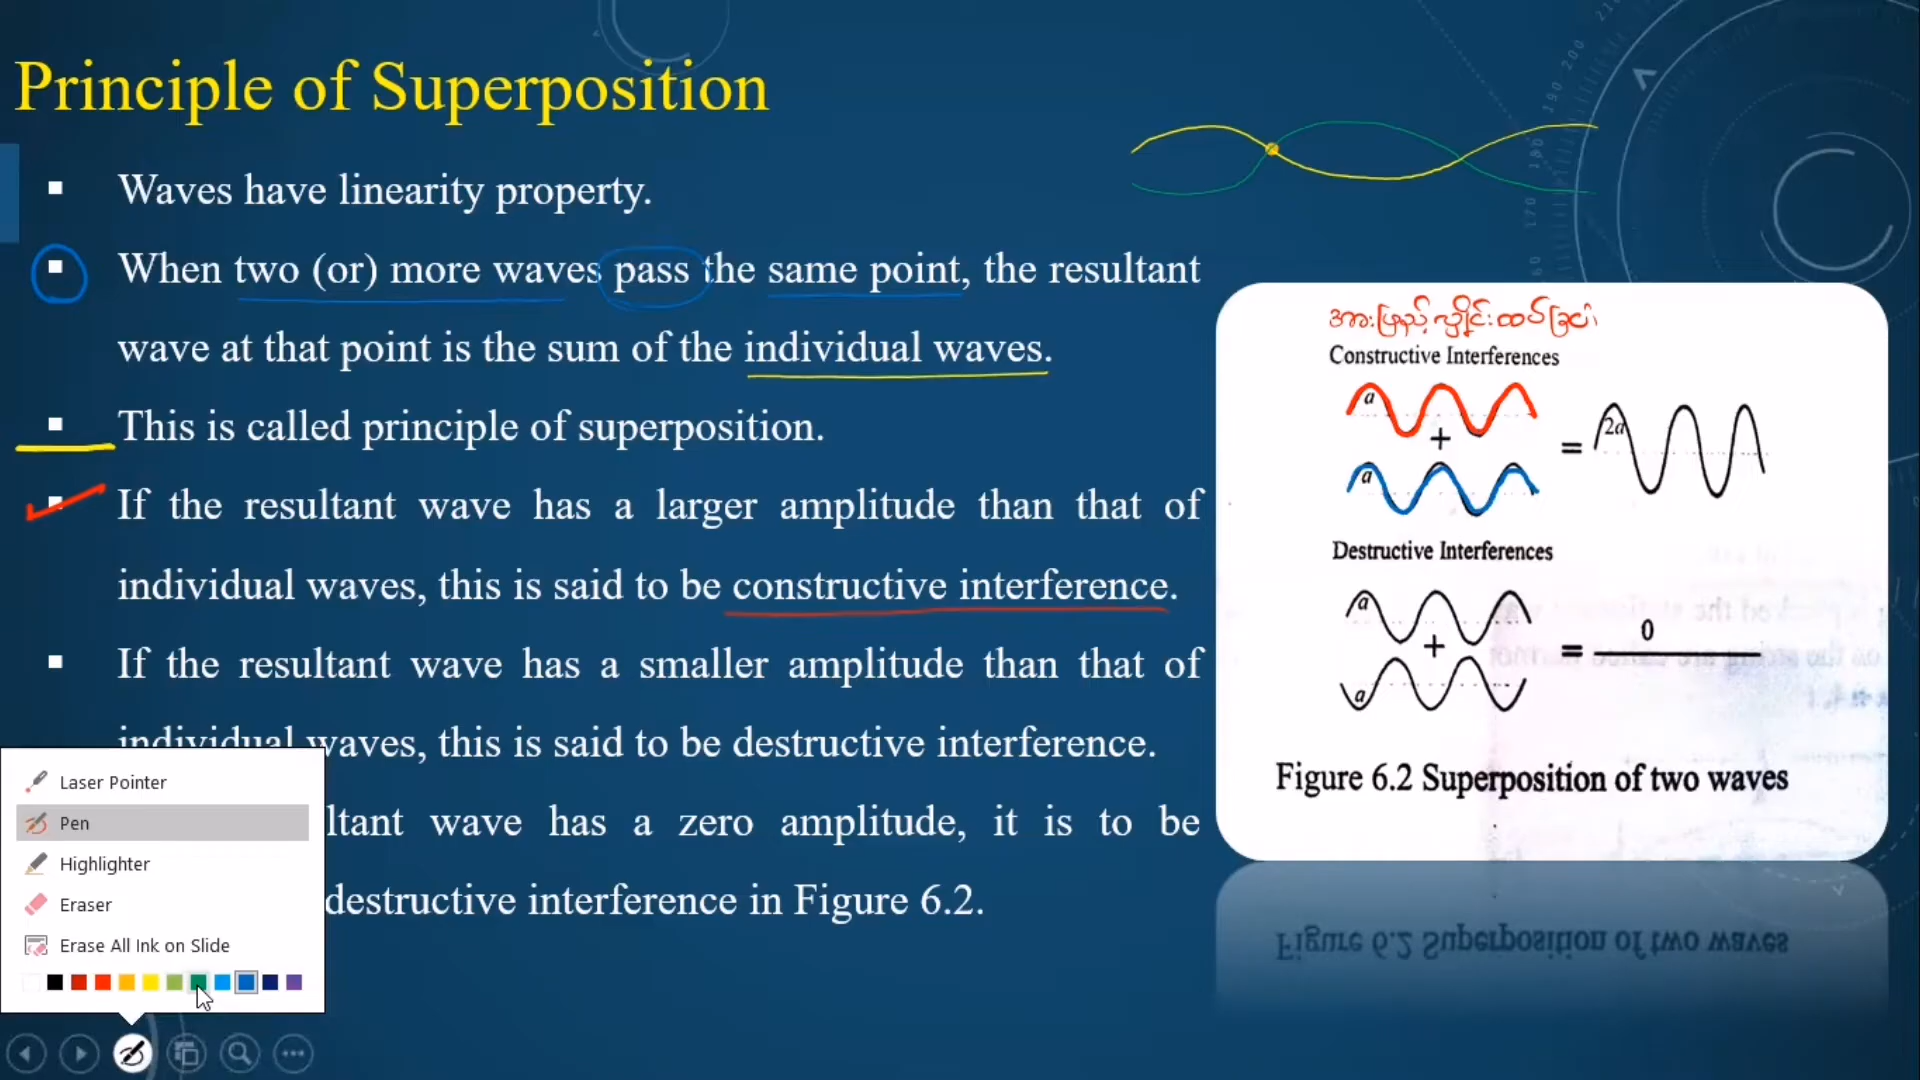 Principle of Superposition
Waves have linearity property.
When two (or) more waves pass the same point, the resultant
wave at that point is the sum of the individual waves.
This is called principle of superposition.
If the resultant wave has a larger amplitude than that of
individual waves, this is said to be constructive interference.
If the resultant wave has a smaller amplitude than that of
individual waves, this is said to be destructive interference.
ltant wave has a zero amplitude, it is to be
destructive interference in Figure 6.2.
အားဖြည့်လှိုင်းထပ်ခြင်း
Constructive Interferences
a
+
a
= 2a
Destructive Interferences
a
+
a
= 0
Figure 6.2 Superposition of two waves
Laser Pointer
Pen
Highlighter
Eraser
Erase All Ink on Slide